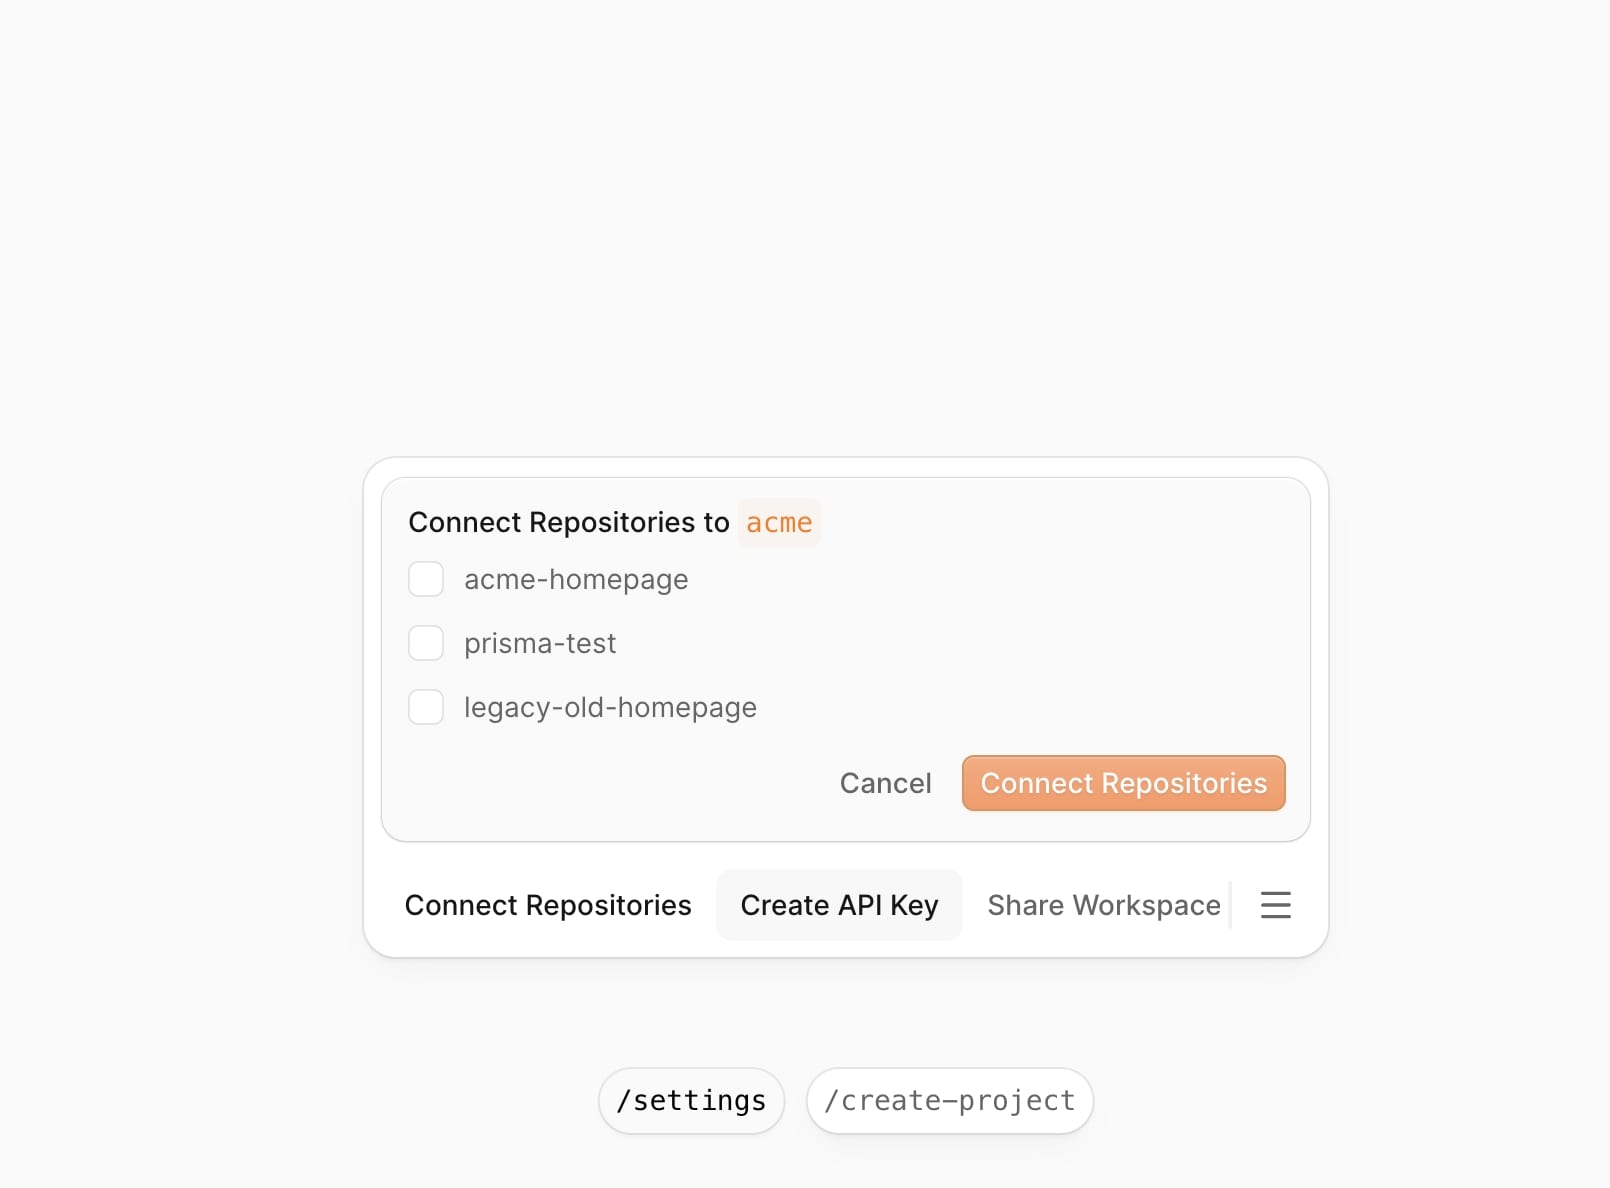 Connect Repositories to acme
acme-homepage
prisma-test
legacy-old-homepage
Cancel Connect Repositories
Connect Repositories Create API Key Share Workspace
/settings /create-project